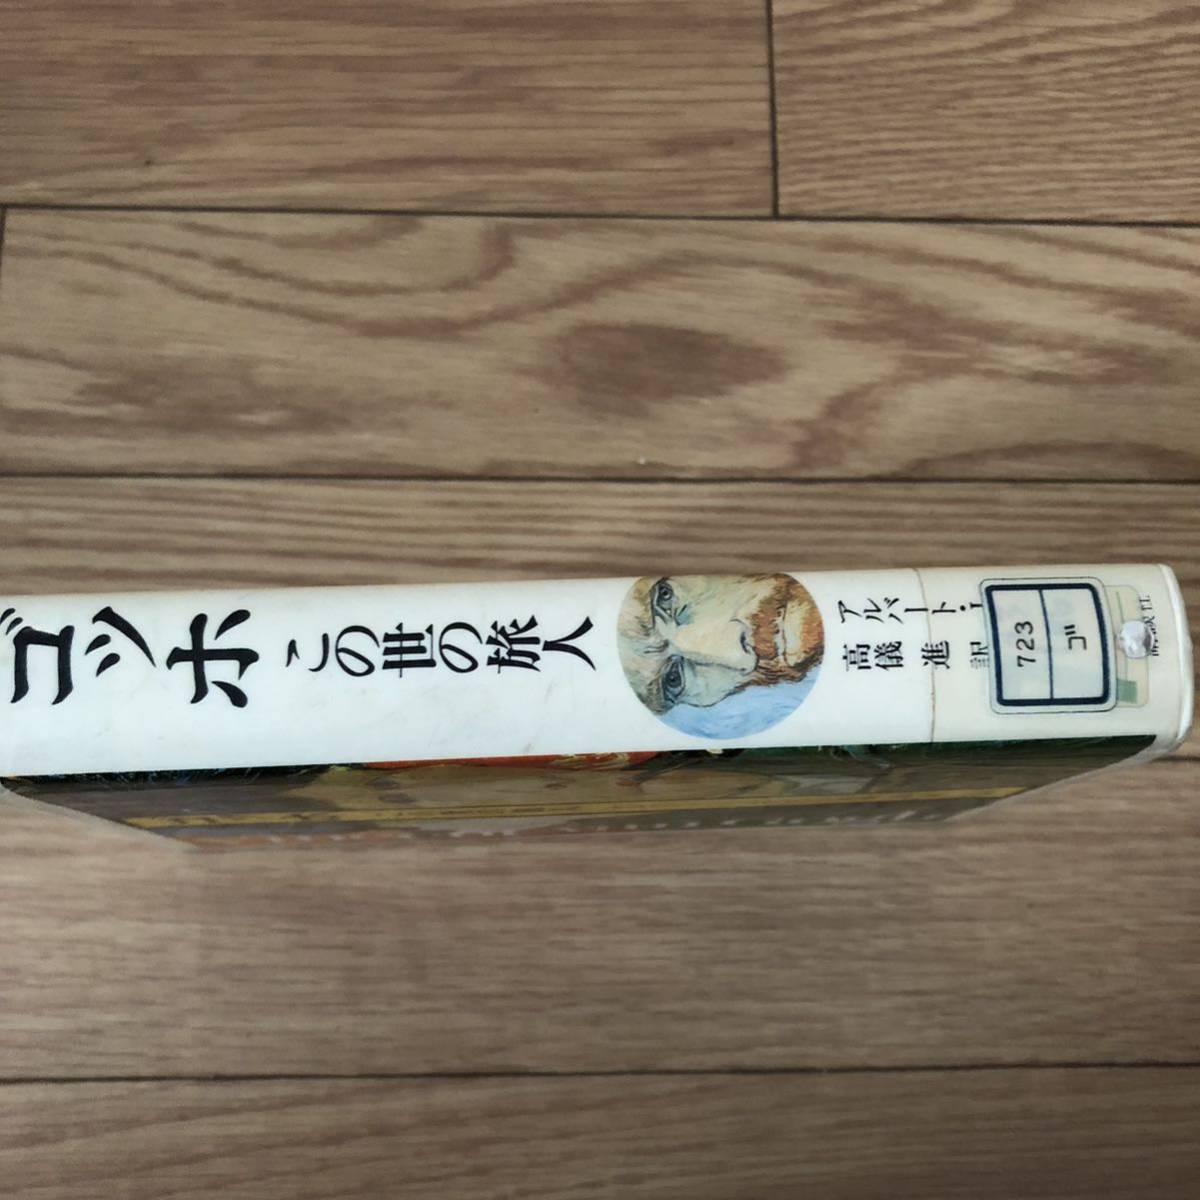 ゴッホ この世の旅人
アルバート・
高儀 進 訳
723
ゴ